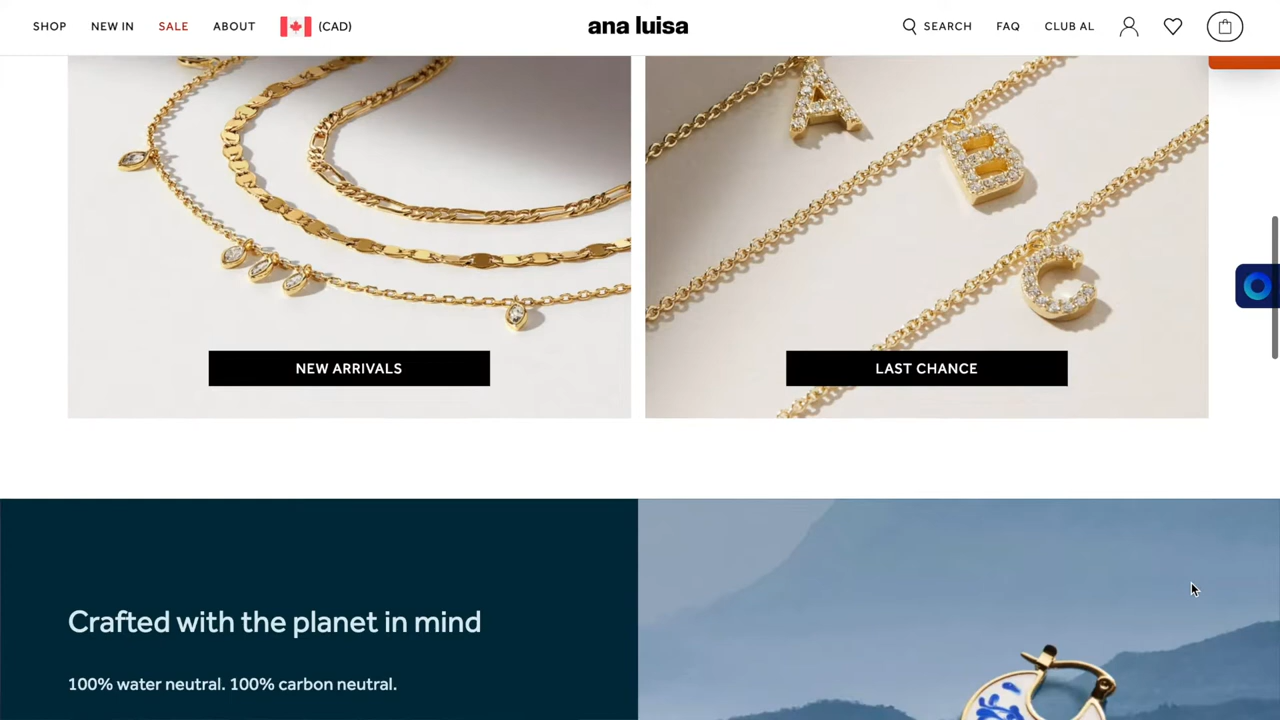 SHOP NEW IN SALE ABOUT (CAD) ana luisa SEARCH FAQ CLUB AL
A
B
C
NEW ARRIVALS LAST CHANCE
Crafted with the planet in mind
100% water neutral. 100% carbon neutral.